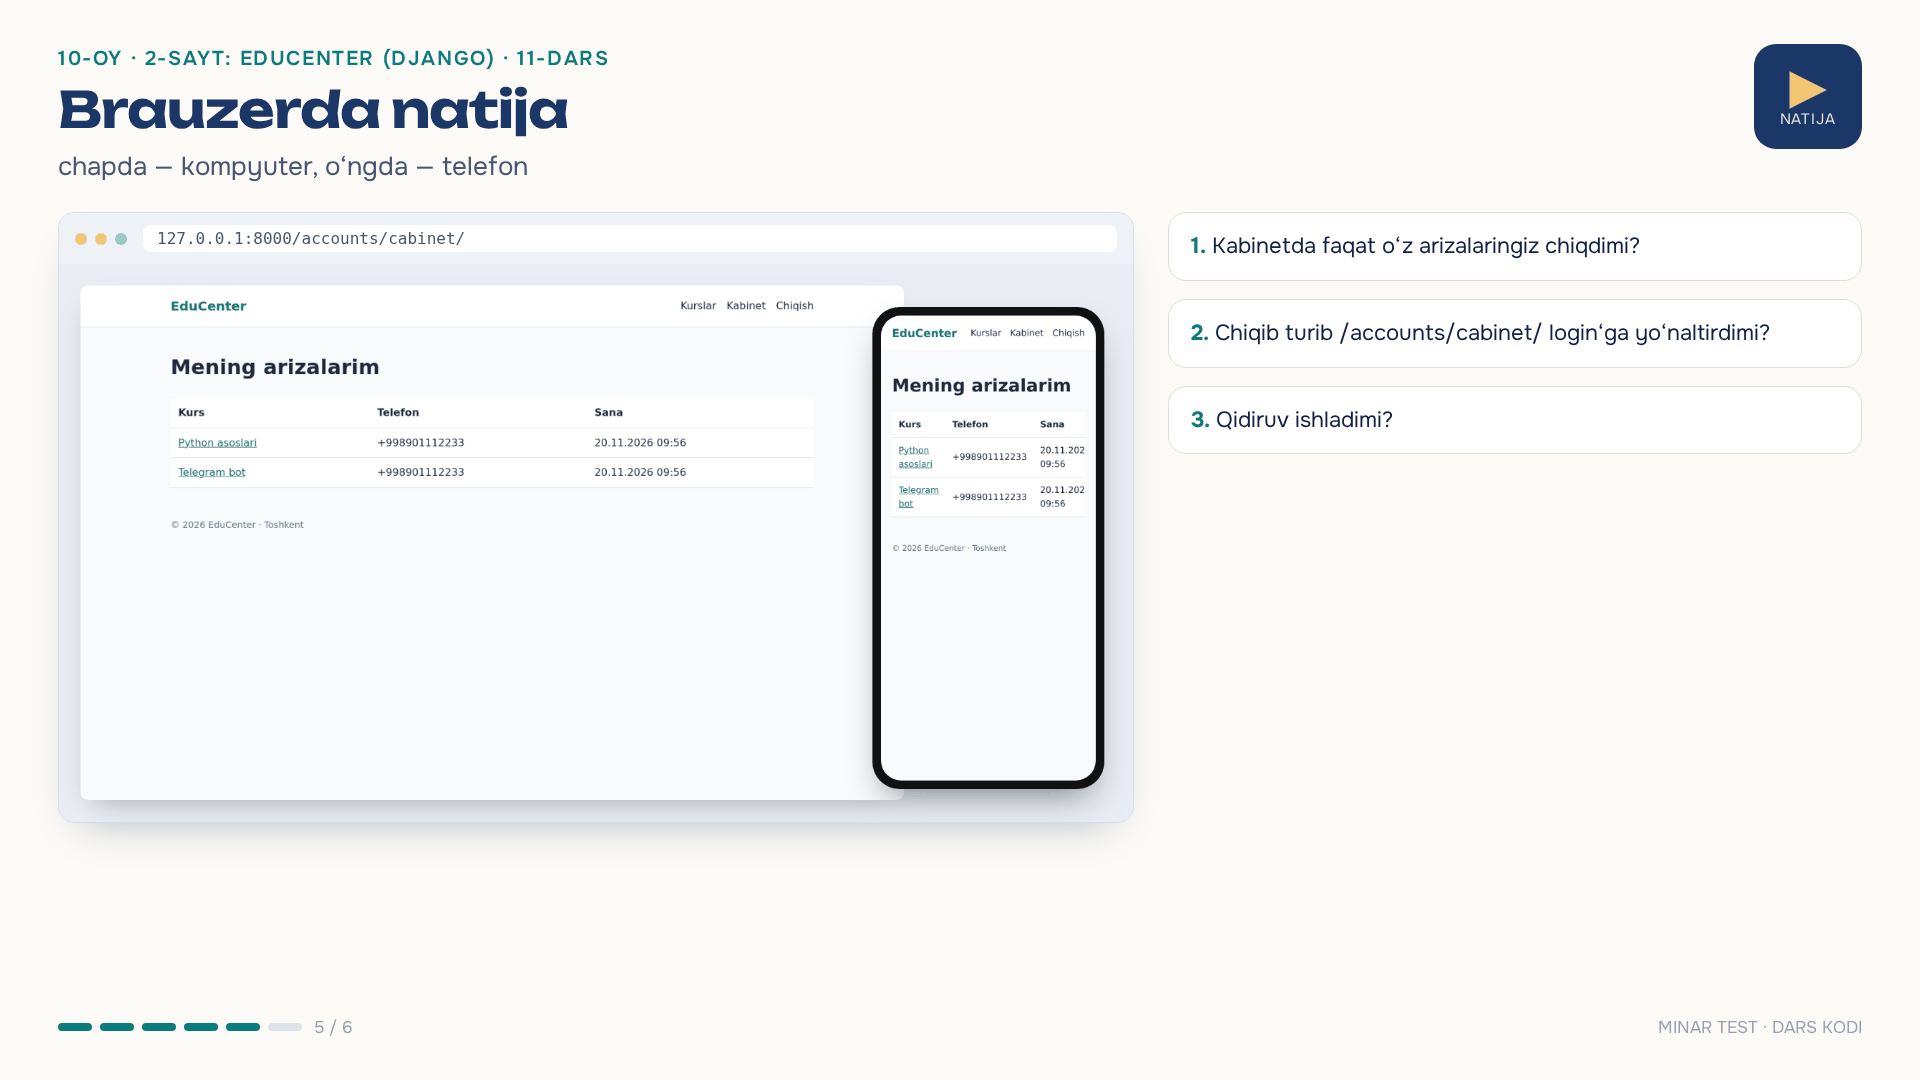 10-OY · 2-SAYT: EDUCENTER (DJANGO) · 11-DARS
Brauzerda natija
chapda — kompyuter, o‘ngda — telefon
NATIJA
127.0.0.1:8000/accounts/cabinet/
EduCenter
Kurslar Kabinet Chiqish
Mening arizalarim
Kurs Telefon Sana
Python asoslari +998901112233 20.11.2026 09:56
Telegram bot +998901112233 20.11.2026 09:56
© 2026 EduCenter · Toshkent
EduCenter Kurslar Kabinet Chiqish
Mening arizalarim
Kurs Telefon Sana
Python asoslari +998901112233 20.11.202 09:56
Telegram bot +998901112233 20.11.202 09:56
© 2026 EduCenter · Toshkent
1. Kabinetda faqat o‘z arizalaringiz chiqdimi?
2. Chiqib turib /accounts/cabinet/ login‘ga yo‘naltirdimi?
3. Qidiruv ishladimi?
5 / 6
MINAR TEST · DARS KODI